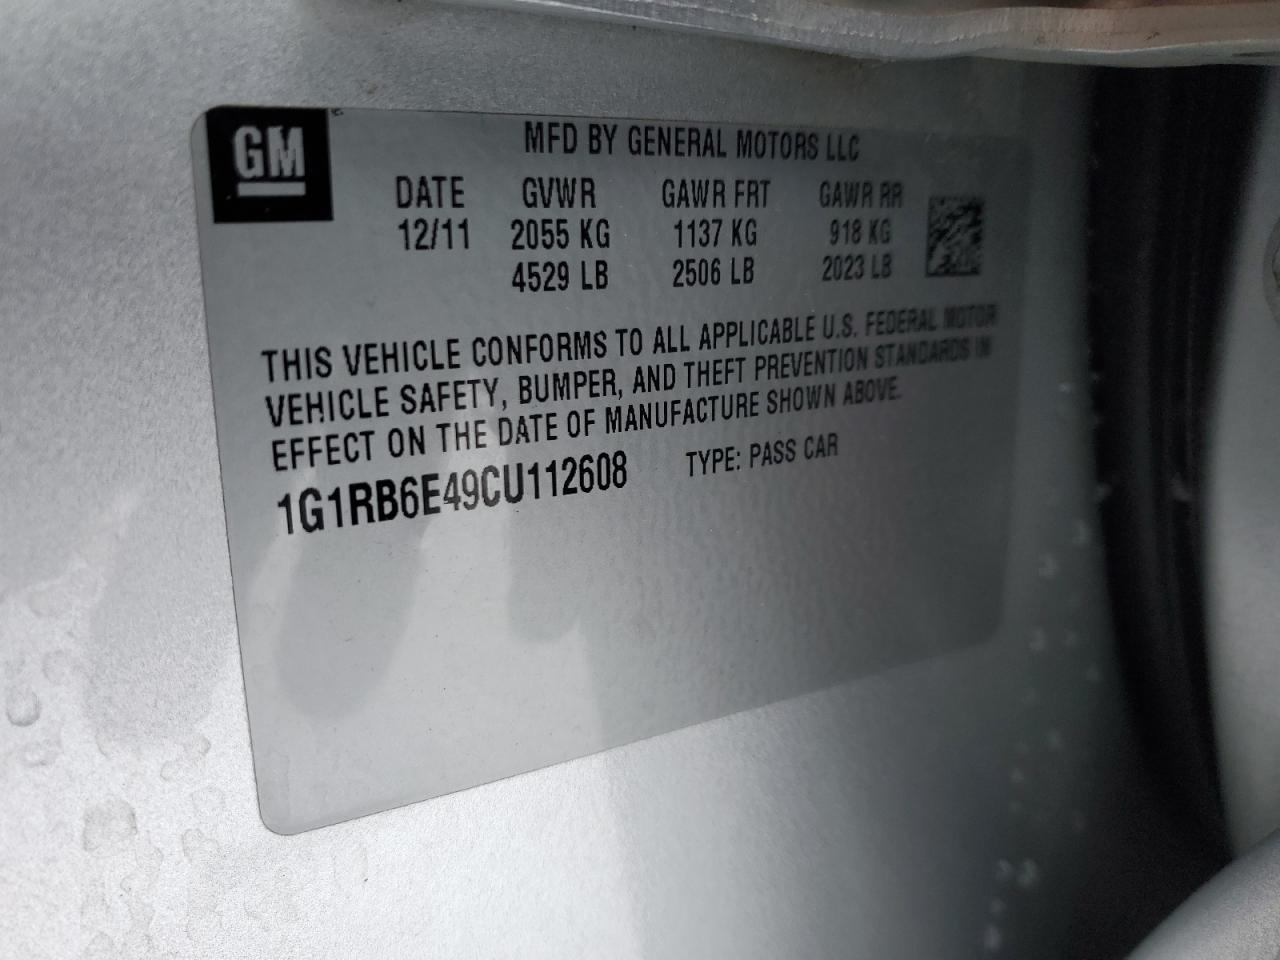 GM
MFD BY GENERAL MOTORS LLC
DATE GVWR GAWR FRT GAWR RR
12/11 2055 KG 1137 KG 918 KG
4529 LB 2506 LB 2023 LB
THIS VEHICLE CONFORMS TO ALL APPLICABLE U.S. FEDERAL MOTOR
VEHICLE SAFETY, BUMPER, AND THEFT PREVENTION STANDARDS IN
EFFECT ON THE DATE OF MANUFACTURE SHOWN ABOVE.
1G1RB6E49CU112608 TYPE: PASS CAR